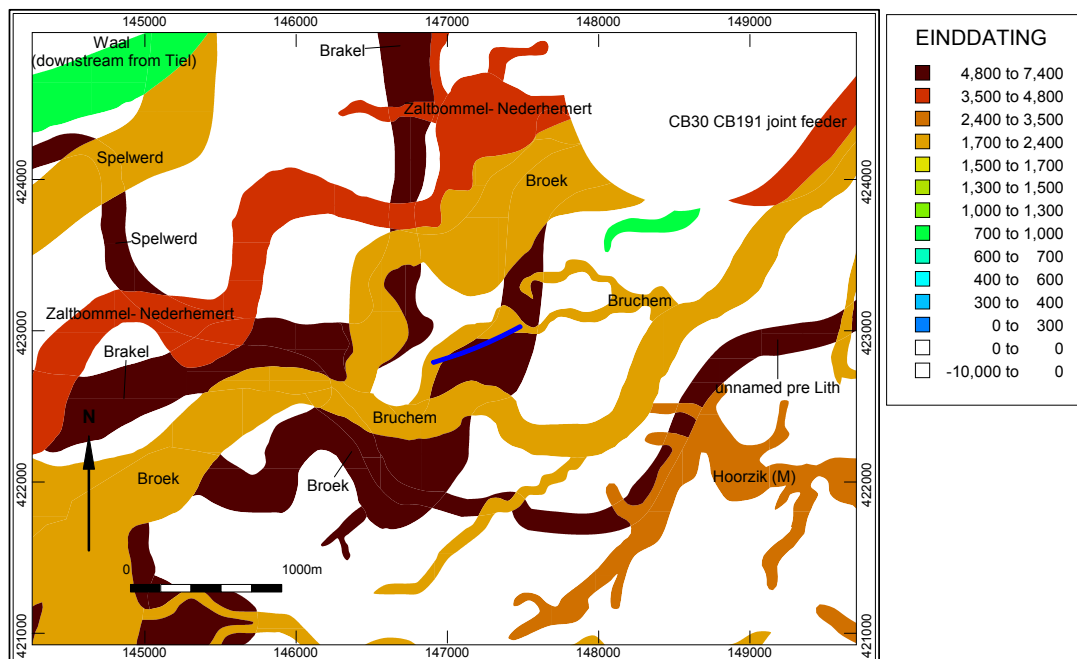 145000 146000 147000 148000 149000
Waal
(downstream from Tiel)
Brakel
Zaltbommel- Nederhemert
CB30 CB191 joint feeder
Spelwerd
Broek
424000 424000
Spelwerd
Bruchem
Zaltbommel- Nederhemert
423000 423000
Brakel
unnamed pre Lith
Bruchem
N
Broek
Broek
Hoorzik (M)
422000 422000
0 1000m
421000 421000
145000 146000 147000 148000 149000
EINDDATING
4,800 to 7,400
3,500 to 4,800
2,400 to 3,500
1,700 to 2,400
1,500 to 1,700
1,300 to 1,500
1,000 to 1,300
700 to 1,000
600 to 700
400 to 600
300 to 400
0 to 300
0 to 0
-10,000 to 0